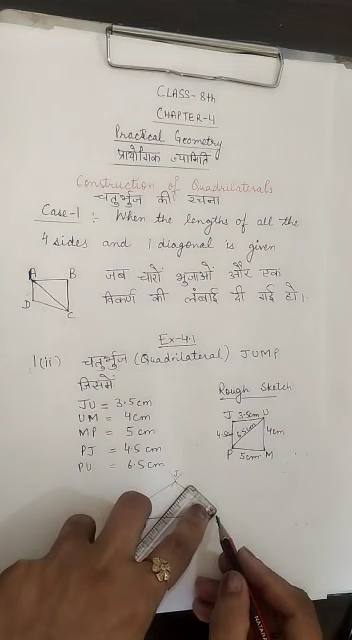 CLASS-8th
CHAPTER-4
Practical Geometry
प्रायोगिक ज्यामिति
Construction of Quadrilaterals
चतुर्भुज की रचना
Case-1 :- When the lengths of all the
4 sides and 1 diagonal is given
A B
D C
जब चारों भुजाओं और एक
विकर्ण की लंबाई दी गई हो।
Ex-4.1
1(ii) चतुर्भुज (Quadrilateral) JUMP
जिसमें
Rough Sketch
JU = 3.5cm
UM = 4cm
MP = 5 cm
PJ = 4.5 cm
PU = 6.5 cm
J 3.5cm U
4.5 6.5cm 4cm
P 5cm M
J